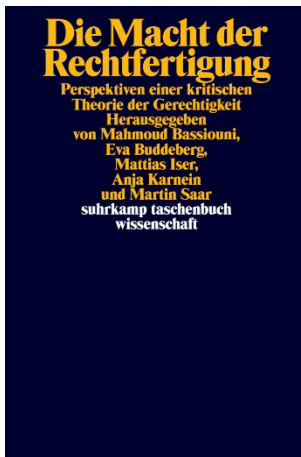 Die Macht der
Rechtfertigung
Perspektiven einer kritischen
Theorie der Gerechtigkeit
Herausgegeben
von Mahmoud Bassiouni,
Eva Buddeberg,
Mattias Iser,
Anja Karnein
und Martin Saar
suhrkamp taschenbuch
wissenschaft